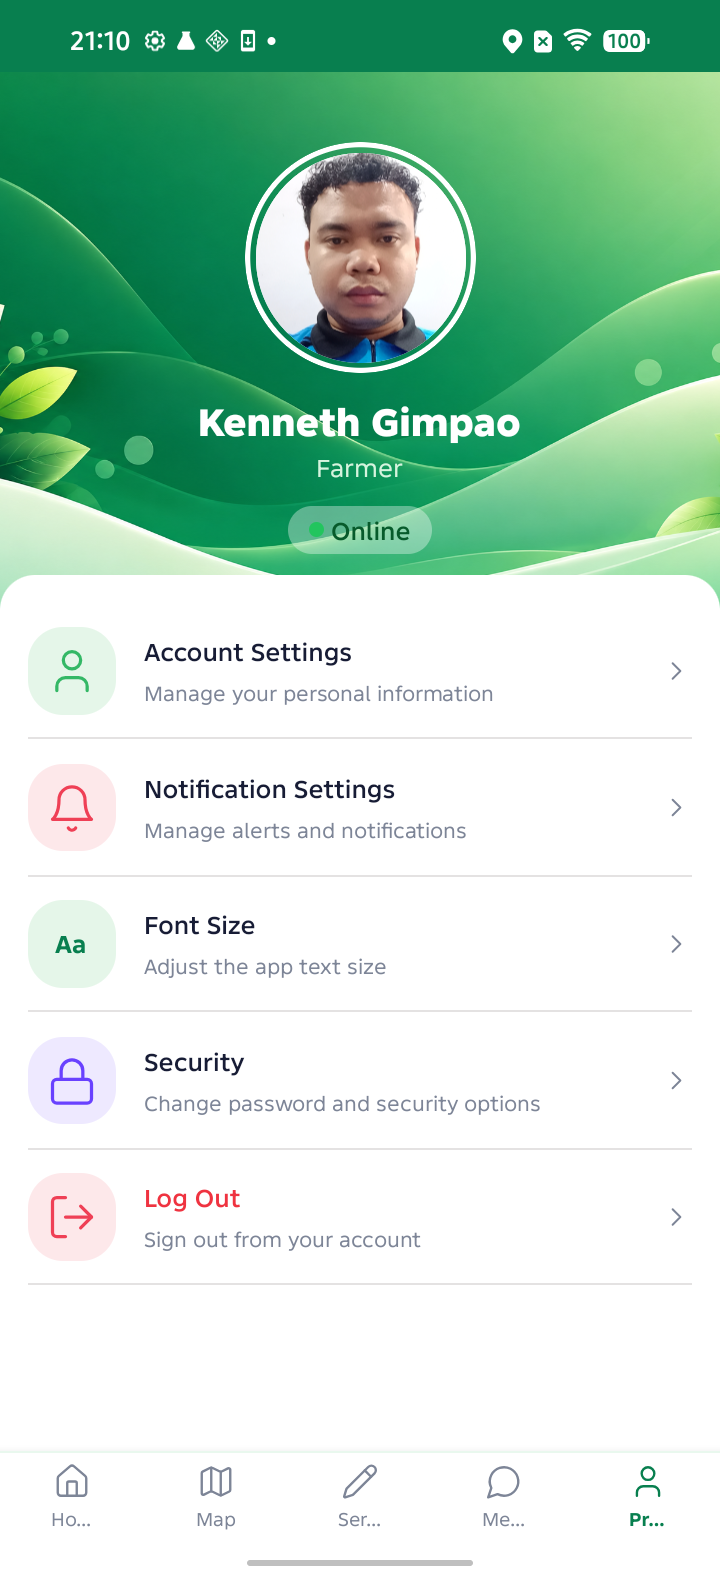 21:10
100
Kenneth Gimpao
Farmer
Online
Account Settings
Manage your personal information
Notification Settings
Manage alerts and notifications
Aa
Font Size
Adjust the app text size
Security
Change password and security options
Log Out
Sign out from your account
Ho... Map Ser... Me... Pr...